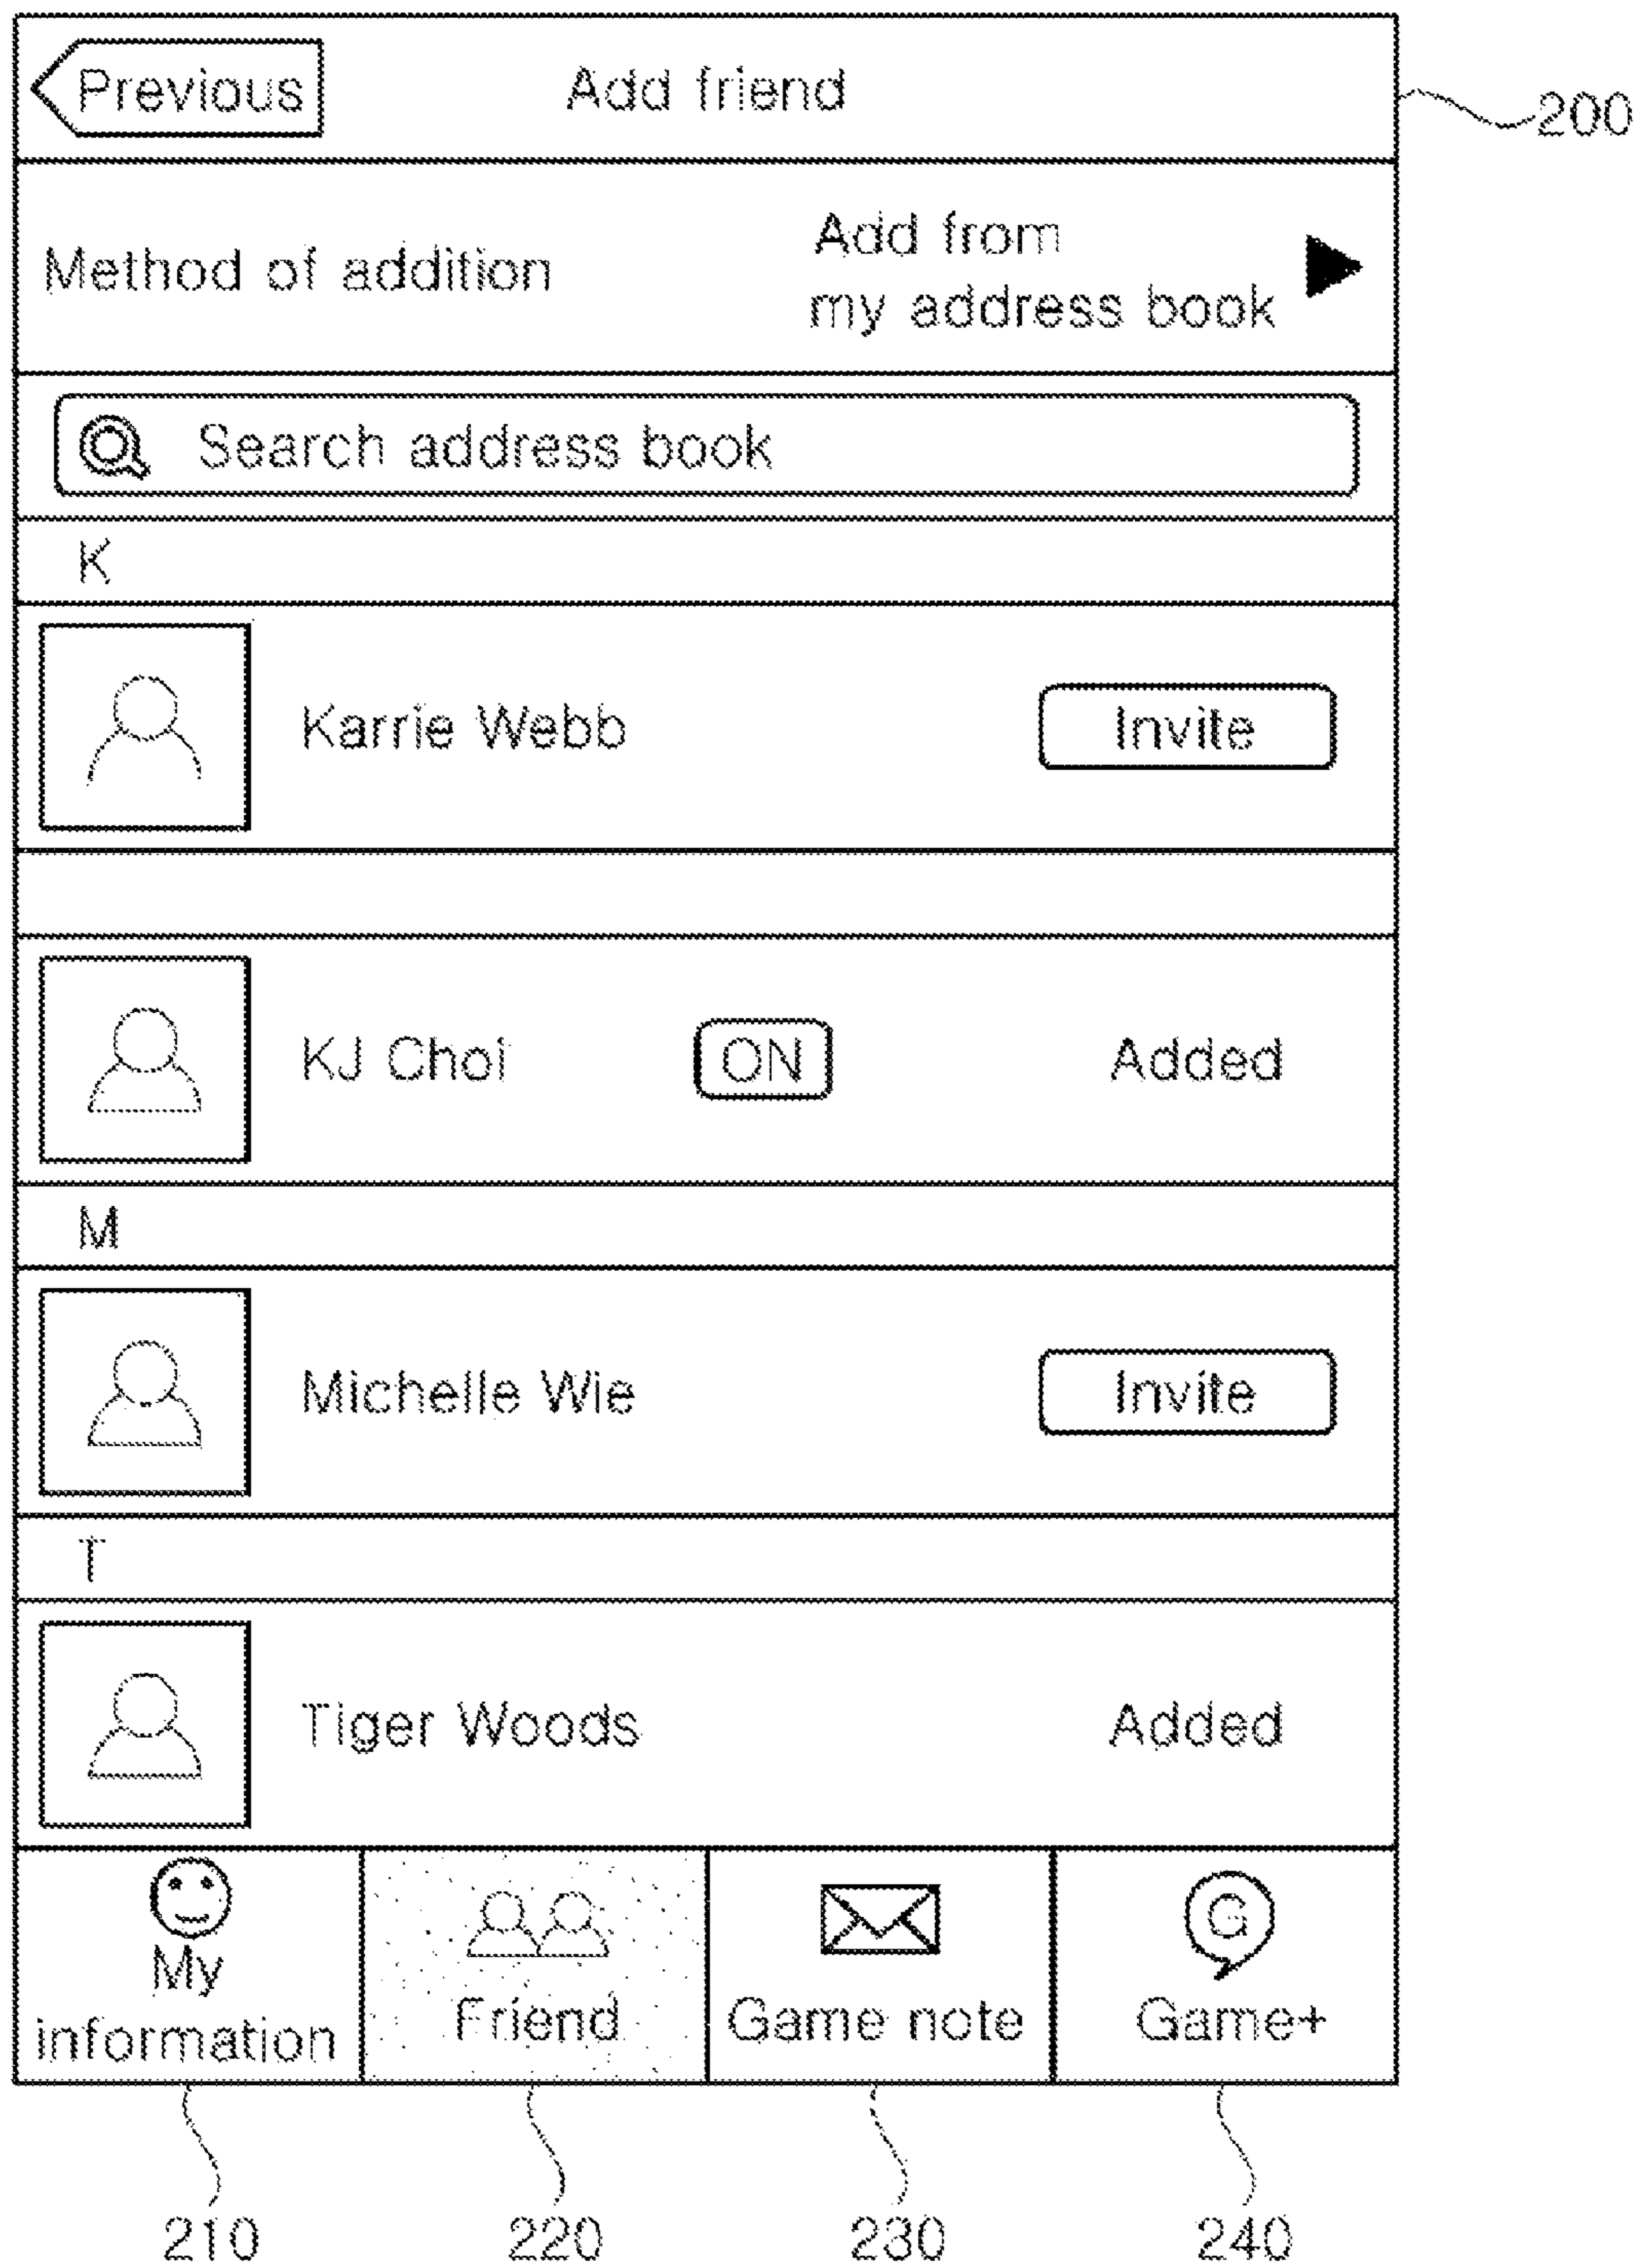 Previous
Add friend
200
Method of addition
Add from
my address book
Search address book
K
Karrie Webb
Invite
KJ Choi
ON
Added
M
Michelle Wie
Invite
T
Tiger Woods
Added
My
information
Friend
Game note
G
Game+
210
220
230
240